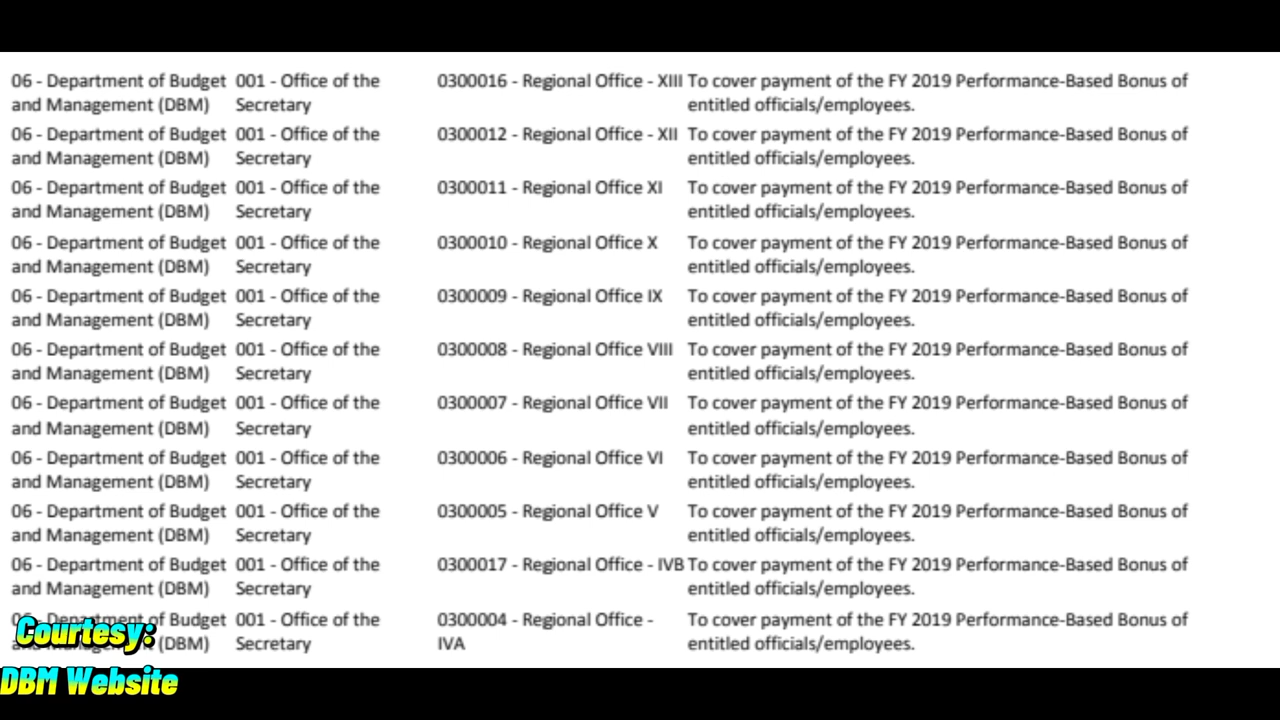 06 - Department of Budget 001 - Office of the 0300016 - Regional Office - XIII To cover payment of the FY 2019 Performance-Based Bonus of
and Management (DBM) Secretary entitled officials/employees.
06 - Department of Budget 001 - Office of the 0300012 - Regional Office - XII To cover payment of the FY 2019 Performance-Based Bonus of
and Management (DBM) Secretary entitled officials/employees.
06 - Department of Budget 001 - Office of the 0300011 - Regional Office XI To cover payment of the FY 2019 Performance-Based Bonus of
and Management (DBM) Secretary entitled officials/employees.
06 - Department of Budget 001 - Office of the 0300010 - Regional Office X To cover payment of the FY 2019 Performance-Based Bonus of
and Management (DBM) Secretary entitled officials/employees.
06 - Department of Budget 001 - Office of the 0300009 - Regional Office IX To cover payment of the FY 2019 Performance-Based Bonus of
and Management (DBM) Secretary entitled officials/employees.
06 - Department of Budget 001 - Office of the 0300008 - Regional Office VIII To cover payment of the FY 2019 Performance-Based Bonus of
and Management (DBM) Secretary entitled officials/employees.
06 - Department of Budget 001 - Office of the 0300007 - Regional Office VII To cover payment of the FY 2019 Performance-Based Bonus of
and Management (DBM) Secretary entitled officials/employees.
06 - Department of Budget 001 - Office of the 0300006 - Regional Office VI To cover payment of the FY 2019 Performance-Based Bonus of
and Management (DBM) Secretary entitled officials/employees.
06 - Department of Budget 001 - Office of the 0300005 - Regional Office V To cover payment of the FY 2019 Performance-Based Bonus of
and Management (DBM) Secretary entitled officials/employees.
06 - Department of Budget 001 - Office of the 0300017 - Regional Office - IVB To cover payment of the FY 2019 Performance-Based Bonus of
and Management (DBM) Secretary entitled officials/employees.
06 - Department of Budget 001 - Office of the 0300004 - Regional Office - To cover payment of the FY 2019 Performance-Based Bonus of
(DBM) Secretary IVA entitled officials/employees.
Courtesy:
DBM Website